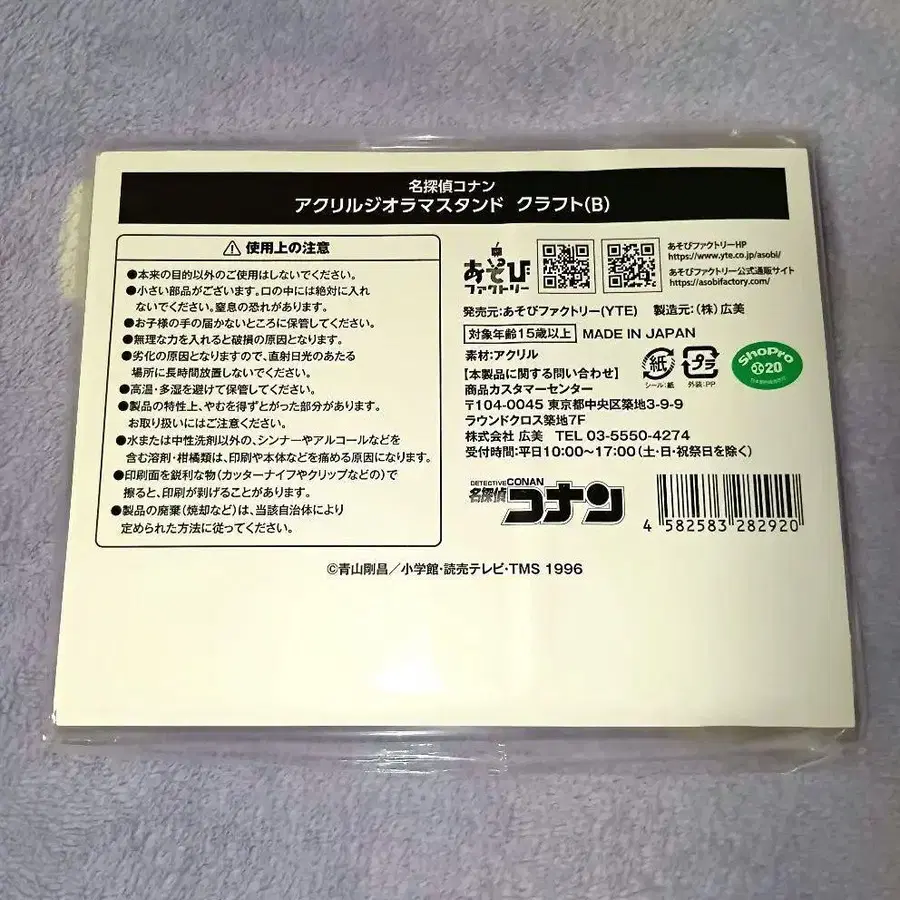 名探偵コナン
アクリルジオラマスタンド クラフト(B)
使用上の注意
●本来の目的以外のご使用はしないでください。
●小さい部品がございます。口の中には絶対に入れ
ないでください。窒息の恐れがあります。
●お子様の手の届かないところに保管してください。
●無理な力を入れると破損の原因となります。
●劣化の原因となりますので、直射日光のあたる
場所に長時間放置しないでください。
●高温・多湿を避けて保管してください。
●製品の特性上、やむを得ずとがった部分があります。
お取り扱いにはご注意ください。
●水または中性洗剤以外の、シンナーやアルコールなどを
含む溶剤・柑橘類は、印刷や本体などを痛める原因になります。
●印刷面を鋭利な物(カッターナイフやクリップなどの)で
擦ると、印刷が剥げることがあります。
●製品の廃棄(焼却など)は、当該自治体により
定められた方法に従ってください。
あそび
ファクトリー
あそびファクトリーHP
https://www.yte.co.jp/asobi/
あそびファクトリー公式通販サイト
https://asobifactory.com/
発売元:あそびファクトリー(YTE) 製造元:(株)広美
対象年齢15歳以上 MADE IN JAPAN
素材:アクリル
【本製品に関する問い合わせ】
商品カスタマーセンター
〒104-0045 東京都中央区築地3-9-9
ラウンドクロス築地7F
株式会社 広美 TEL 03-5550-4274
受付時間:平日10:00〜17:00(土・日・祝祭日を除く)
紙
シール:紙
プラ
外装:PP
ShoPro
20
DETECTIVE CONAN
名探偵コナン
4 582583 282920
©青山剛昌/小学館・読売テレビ・TMS 1996